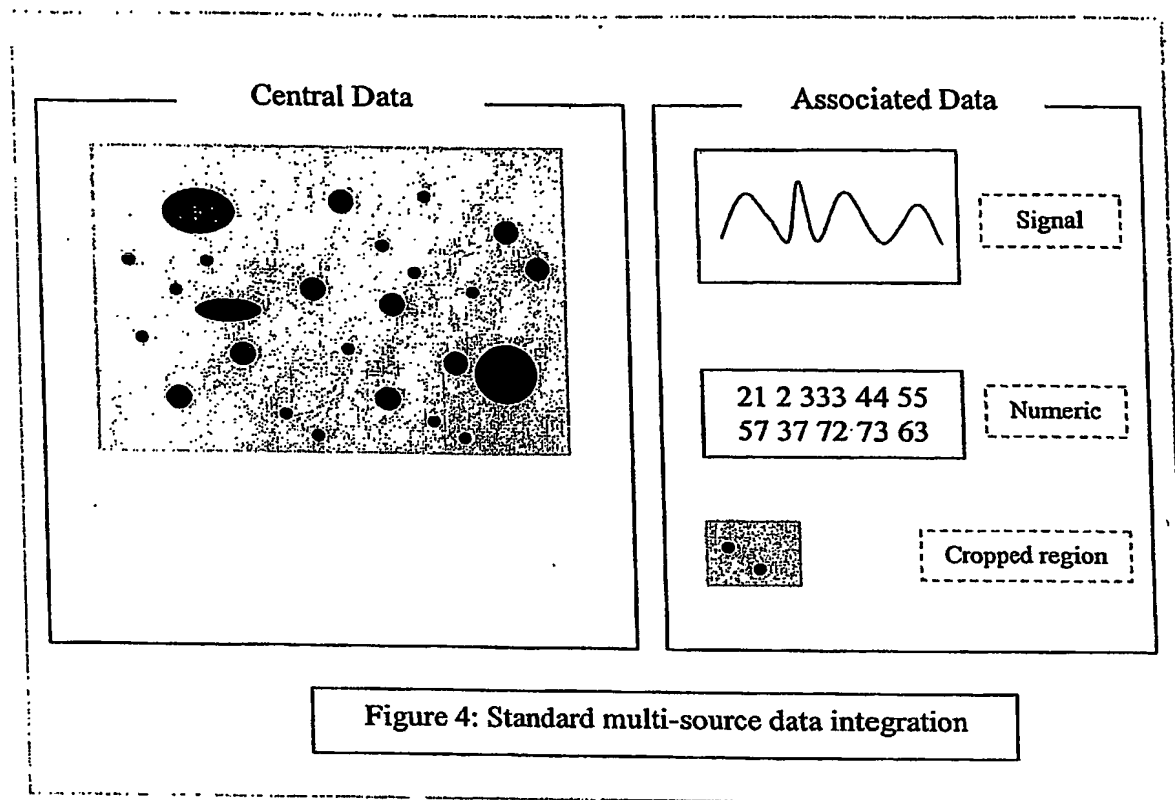 Central Data
Associated Data
Signal
21 2 333 44 55
57 37 72 73 63
Numeric
Cropped region
Figure 4: Standard multi-source data integration